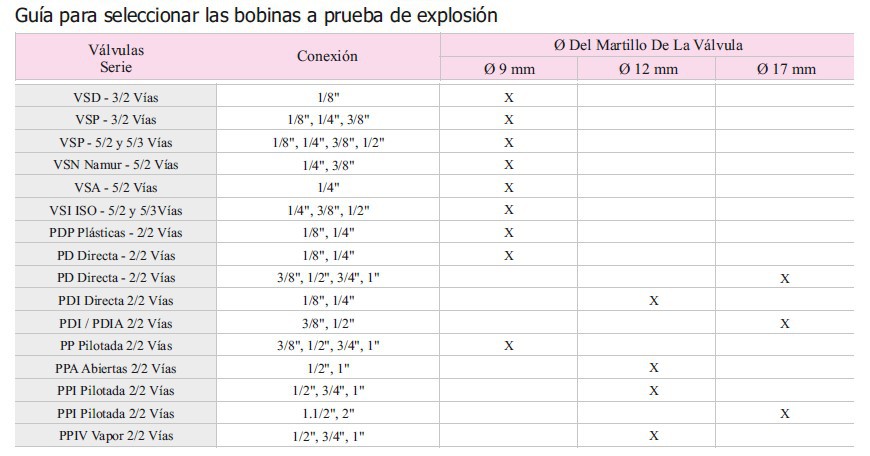 Guía para seleccionar las bobinas a prueba de explosión
Válvulas Serie Conexión Ø Del Martillo De La Válvula
Ø 9 mm Ø 12 mm Ø 17 mm
VSD - 3/2 Vías 1/8" X
VSP - 3/2 Vías 1/8", 1/4", 3/8" X
VSP - 5/2 y 5/3 Vías 1/8", 1/4", 3/8", 1/2" X
VSN Namur - 5/2 Vías 1/4", 3/8" X
VSA - 5/2 Vías 1/4" X
VSI ISO - 5/2 y 5/3Vías 1/4", 3/8", 1/2" X
PDP Plásticas - 2/2 Vías 1/8", 1/4" X
PD Directa - 2/2 Vías 1/8", 1/4" X
PD Directa - 2/2 Vías 3/8", 1/2", 3/4", 1" X
PDI Directa 2/2 Vías 1/8", 1/4" X
PDI / PDIA 2/2 Vías 3/8", 1/2" X
PP Pilotada 2/2 Vías 3/8", 1/2", 3/4", 1" X
PPA Abiertas 2/2 Vías 1/2", 1" X
PPI Pilotada 2/2 Vías 1/2", 3/4", 1" X
PPI Pilotada 2/2 Vías 1.1/2", 2" X
PPIV Vapor 2/2 Vías 1/2", 3/4", 1" X